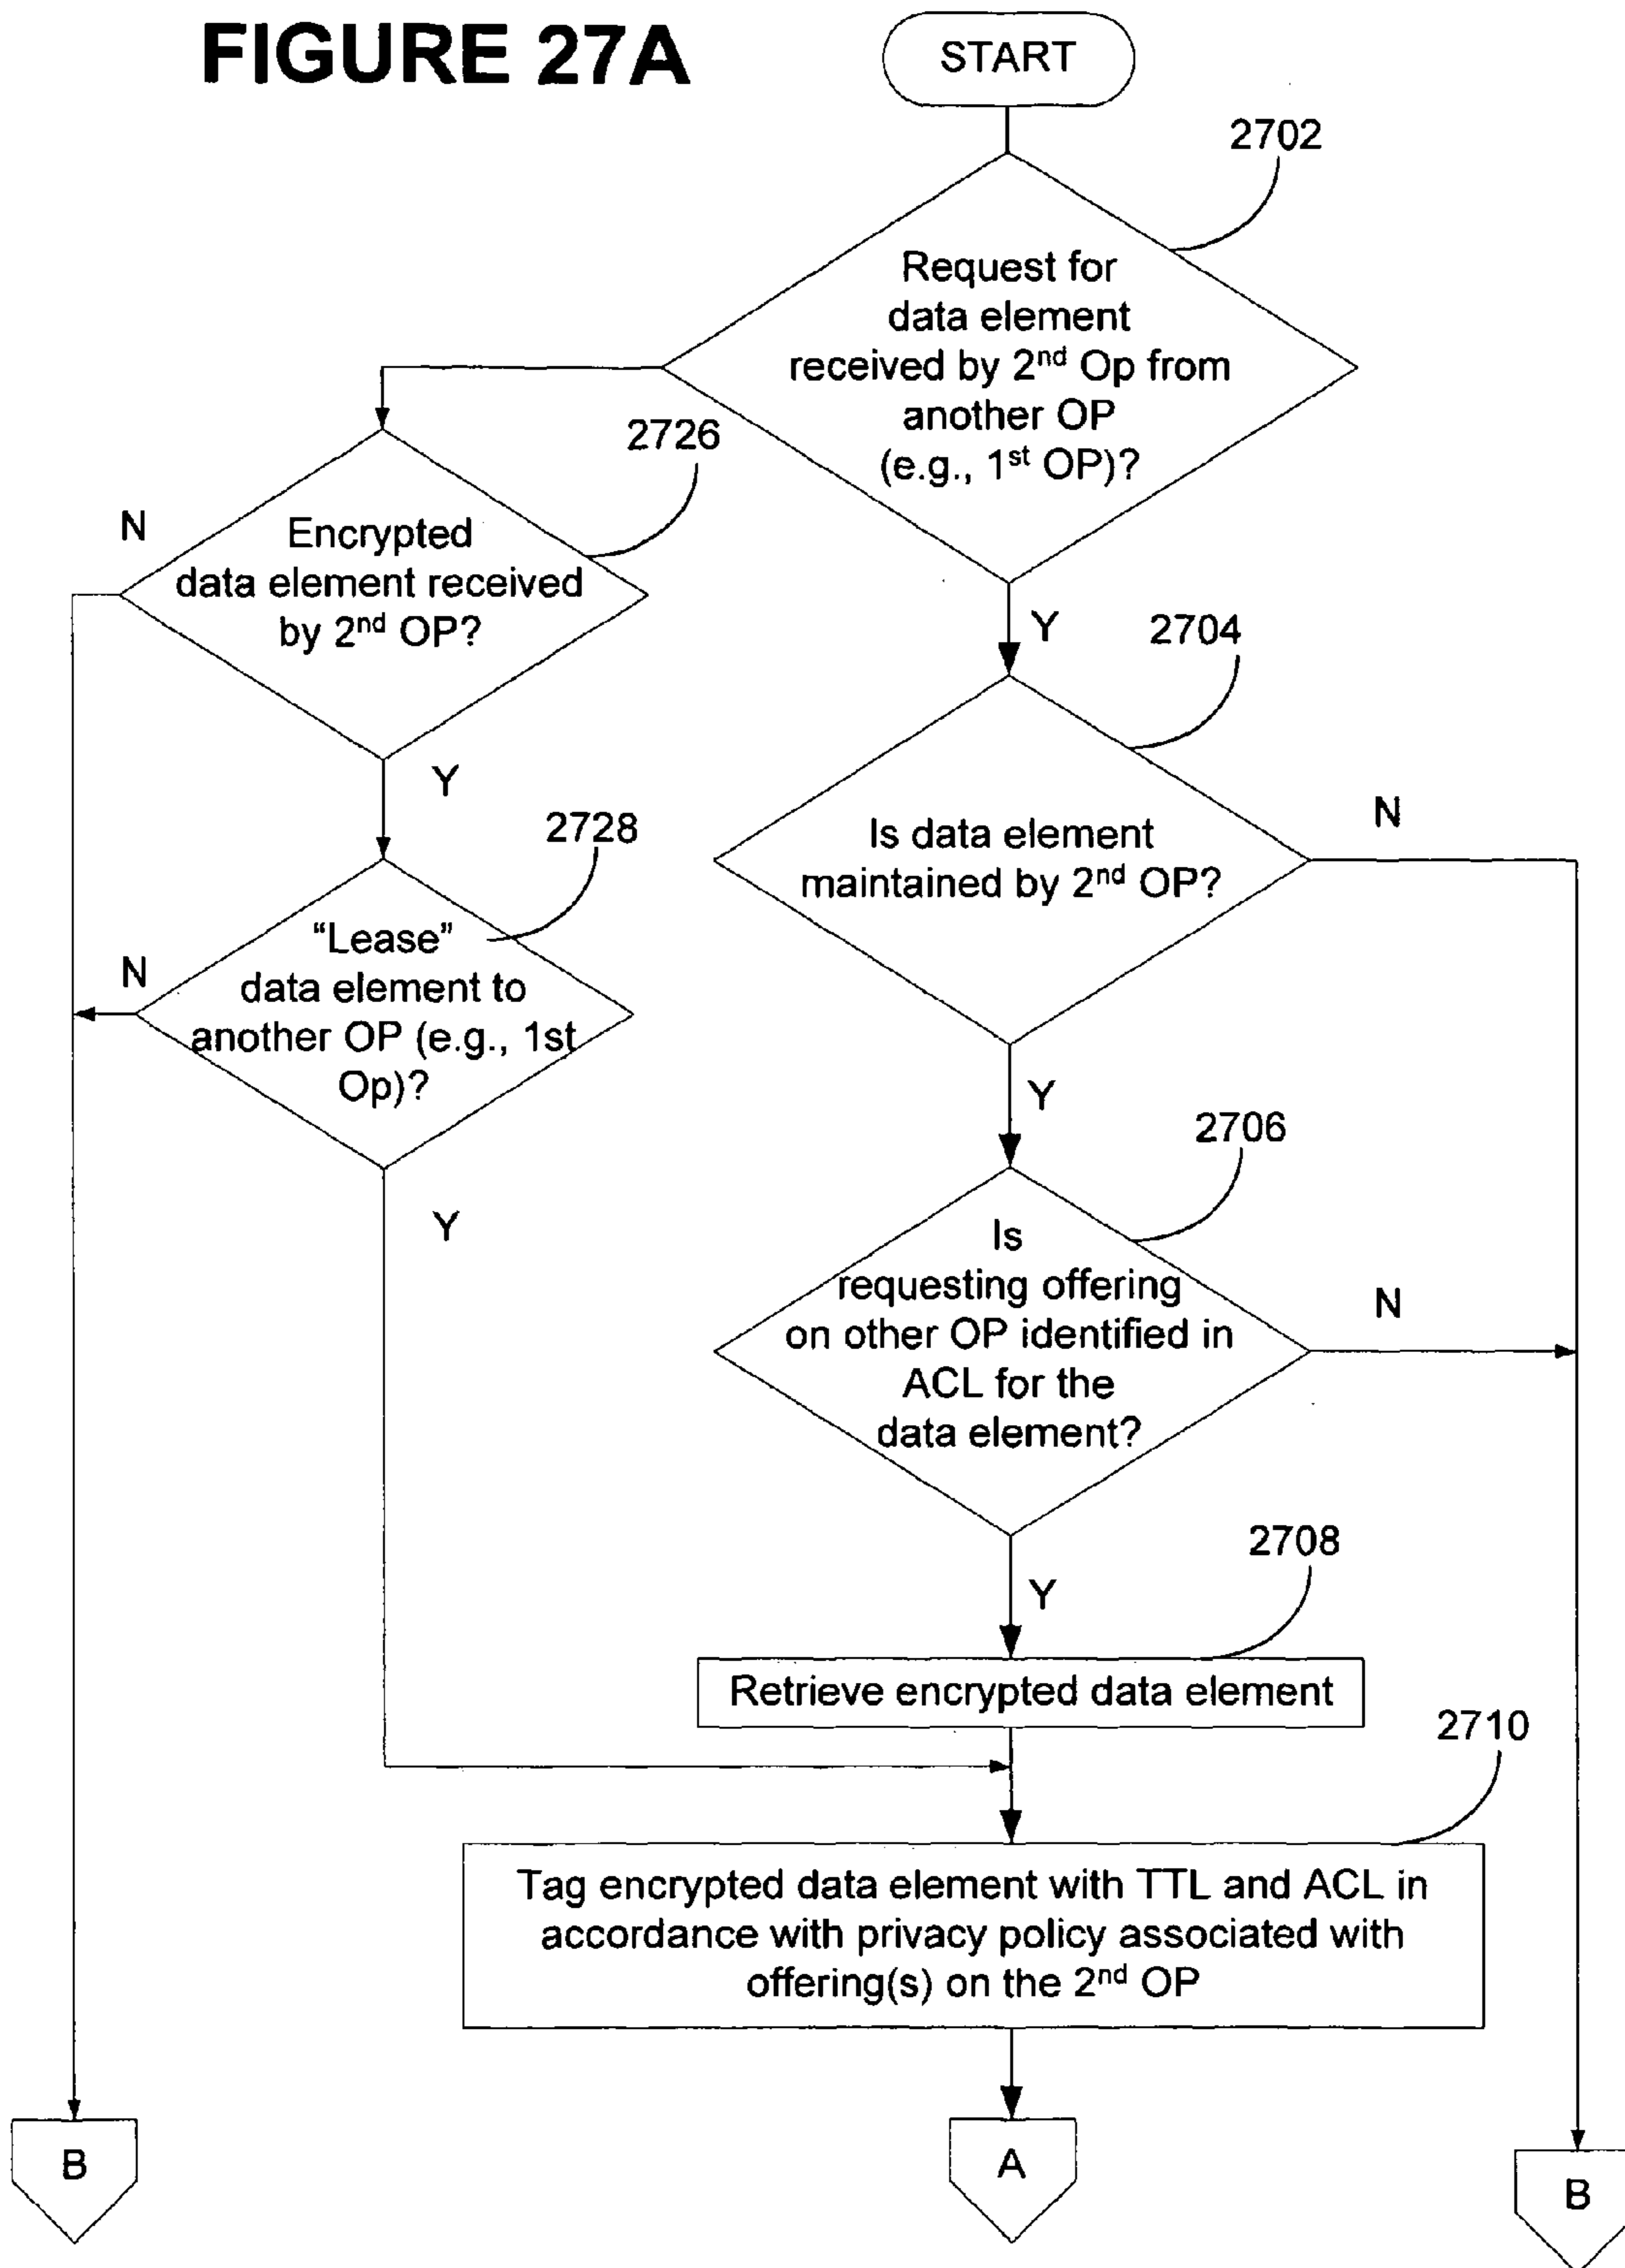 FIGURE 27A
START
2702
Request for
data element
received by 2nd Op from
another OP
(e.g., 1st OP)?
2726
N
Encrypted
data element received
by 2nd OP?
Y
2704
Y
Is data element
maintained by 2nd OP?
N
2728
"Lease"
data element to
another OP (e.g., 1st
Op)?
N
Y
Y
2706
Is
requesting offering
on other OP identified in
ACL for the
data element?
N
Y
2708
Retrieve encrypted data element
2710
Tag encrypted data element with TTL and ACL in
accordance with privacy policy associated with
offering(s) on the 2nd OP
B
A
B